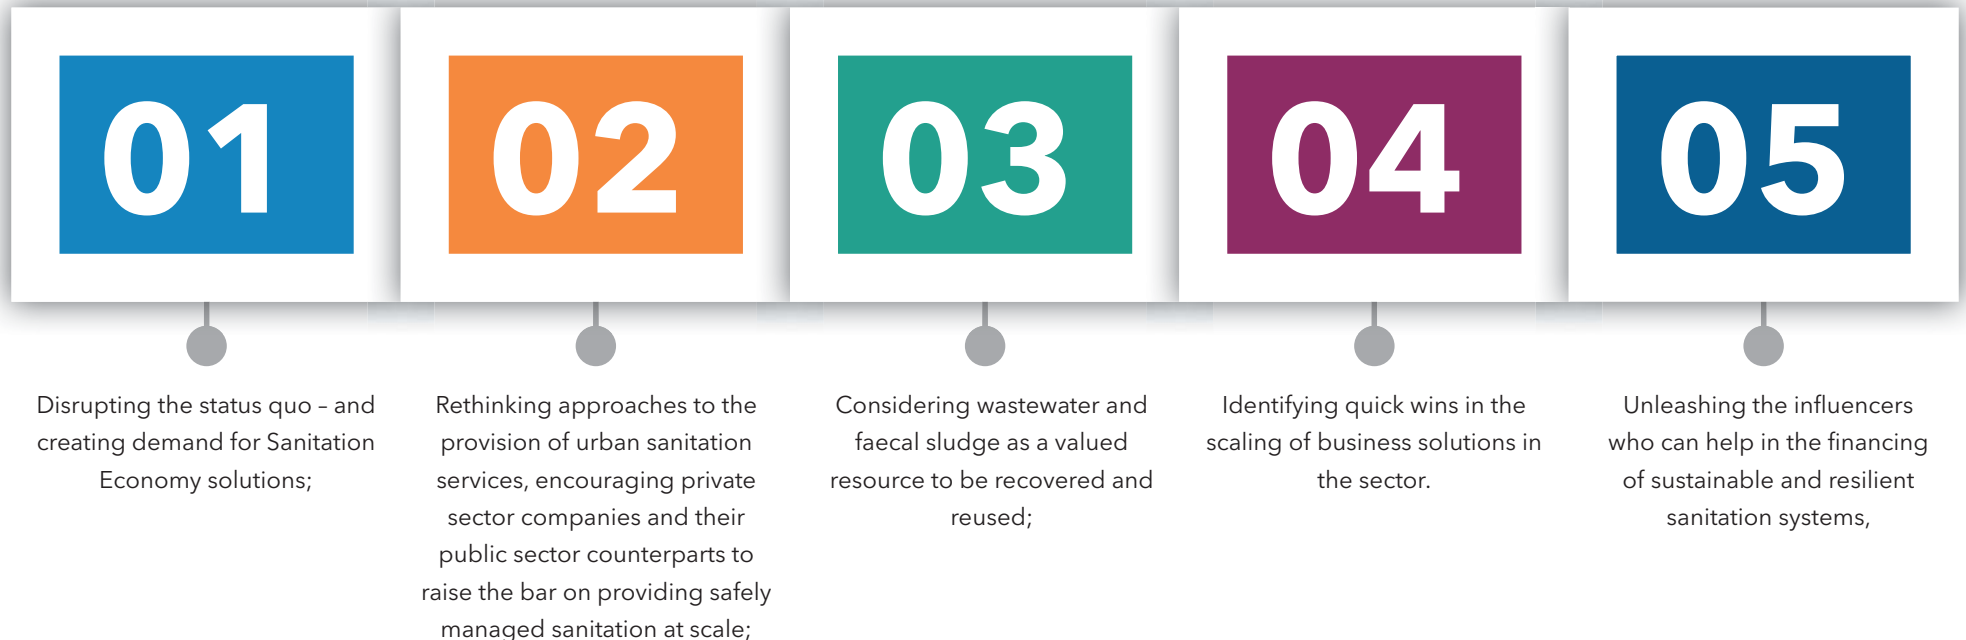 01
Disrupting the status quo – and
creating demand for Sanitation
Economy solutions;
02
Rethinking approaches to the
provision of urban sanitation
services, encouraging private
sector companies and their
public sector counterparts to
raise the bar on providing safely
managed sanitation at scale;
03
Considering wastewater and
faecal sludge as a valued
resource to be recovered and
reused;
04
Identifying quick wins in the
scaling of business solutions in
the sector.
05
Unleashing the influencers
who can help in the financing
of sustainable and resilient
sanitation systems,